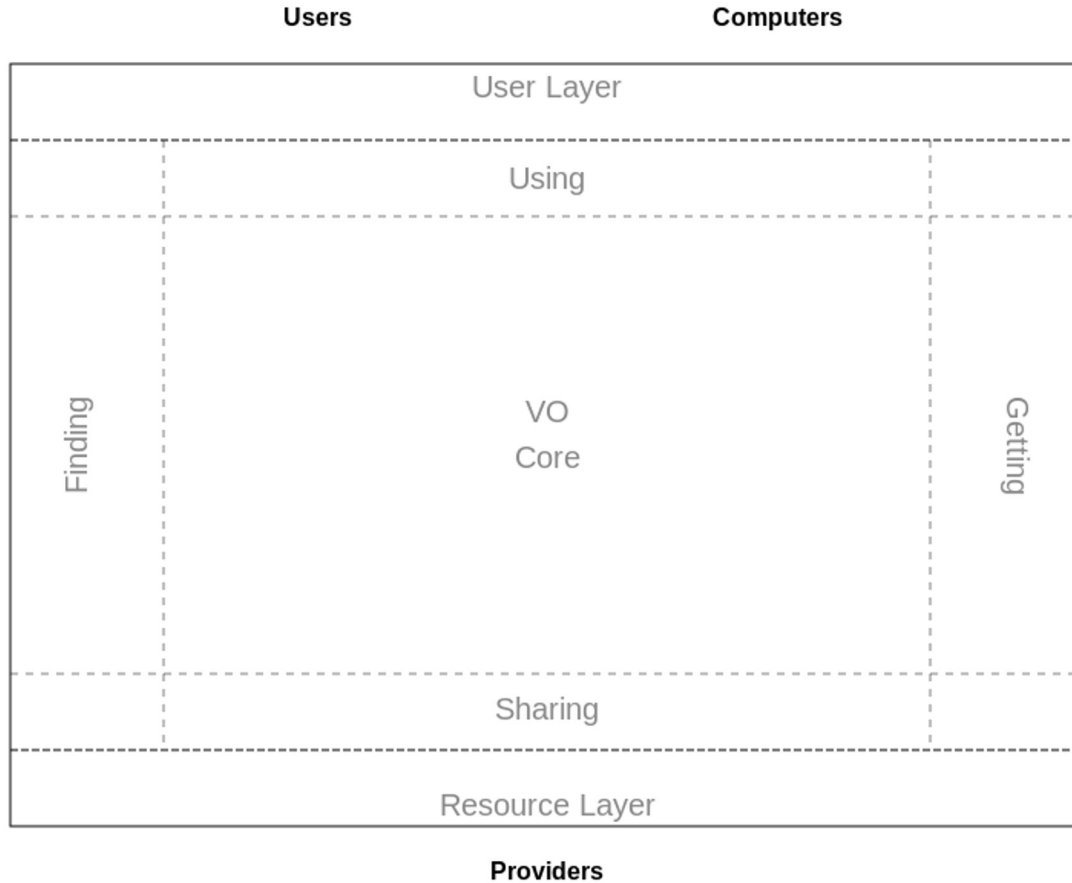 Users
Computers
User Layer
Using
Finding
VO
Core
Getting
Sharing
Resource Layer
Providers